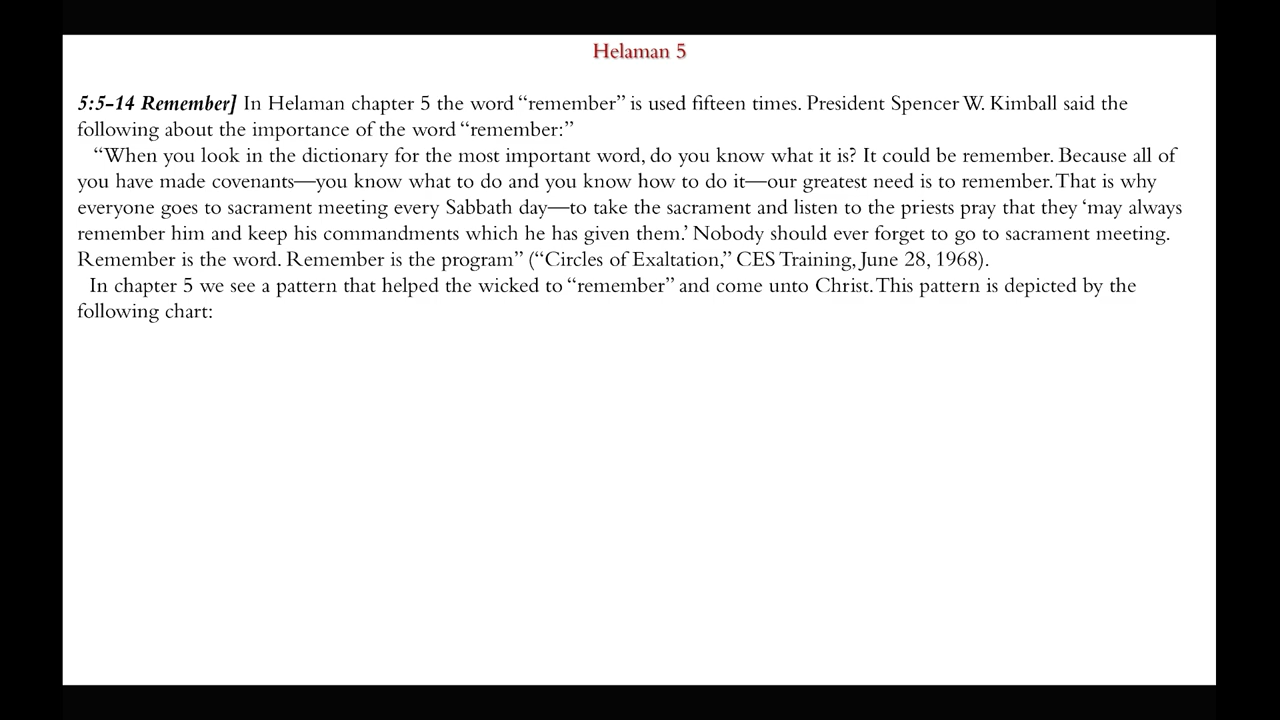 Helaman 5
5:5-14 Remember] In Helaman chapter 5 the word “remember” is used fifteen times. President Spencer W. Kimball said the
following about the importance of the word “remember:”
“When you look in the dictionary for the most important word, do you know what it is? It could be remember. Because all of
you have made covenants—you know what to do and you know how to do it—our greatest need is to remember. That is why
everyone goes to sacrament meeting every Sabbath day—to take the sacrament and listen to the priests pray that they ‘may always
remember him and keep his commandments which he has given them.’ Nobody should ever forget to go to sacrament meeting.
Remember is the word. Remember is the program” (“Circles of Exaltation,” CES Training, June 28, 1968).
In chapter 5 we see a pattern that helped the wicked to “remember” and come unto Christ. This pattern is depicted by the
following chart: